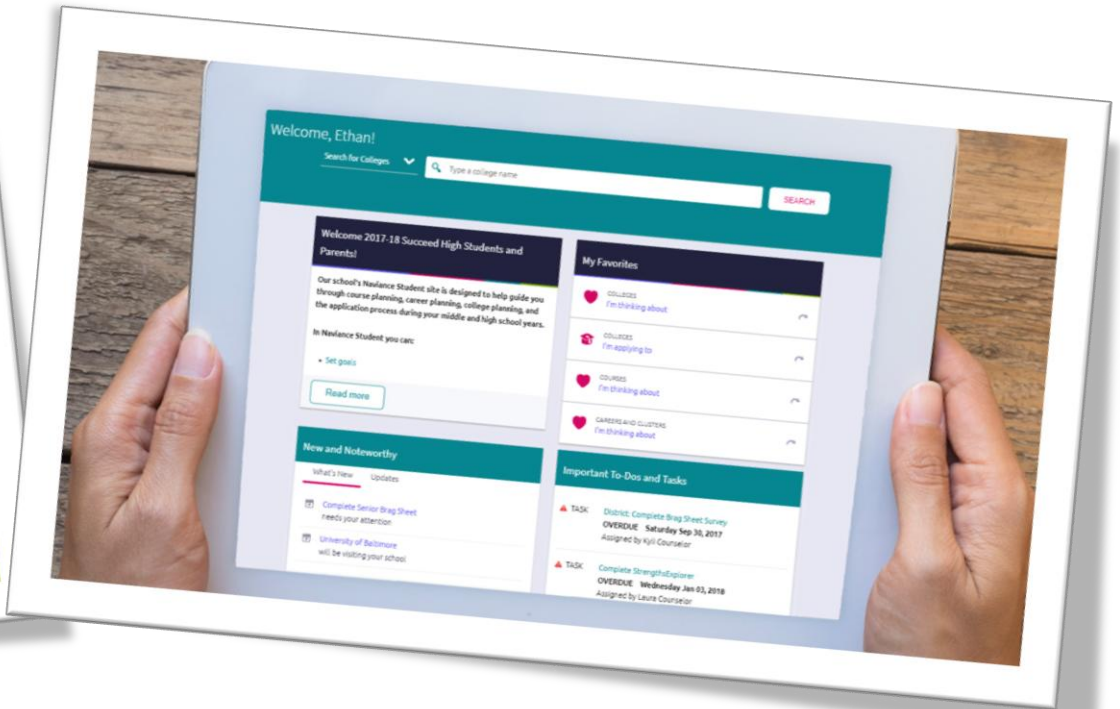 Welcome, Ethan!
Search for Colleges
Type a college name
SEARCH
Welcome 2017-18 Succeed High Students and
Parents!
Our school's Naviance Student site is designed to help guide you
through course planning, career planning, college planning, and
the application process during your middle and high school years.
In Naviance Student you can:
• Set goals
Read more
My Favorites
COLLEGES
I'm thinking about
COLLEGES
I'm applying to
COURSES
I'm thinking about
CAREERS AND CLUSTERS
I'm thinking about
New and Noteworthy
What's New Updates
Complete Senior Brag Sheet
needs your attention
University of Baltimore
will be visiting your school
Important To-Dos and Tasks
TASK District: Complete Brag Sheet Survey
OVERDUE Saturday Sep 30, 2017
Assigned by Kyli Counselor
TASK Complete StrengthsExplorer
OVERDUE Wednesday Jan 03, 2018
Assigned by Laura Counselor